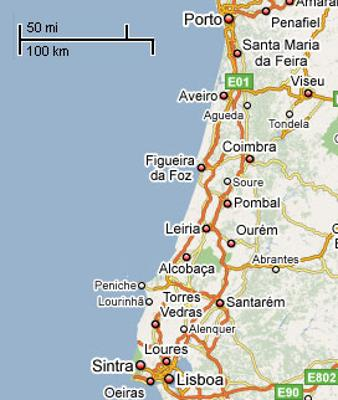 Amarante
50 mi
100 km
Porto
Penafiel
Santa Maria
da Feira
E01
Viseu
Aveiro
Agueda
Tondela
Coimbra
Figueira
da Foz
Soure
Pombal
Leiria
Ourém
Abrantes
Alcobaça
Peniche
Lourinhã
Torres
Vedras
Santarém
Alenquer
Loures
Sintra
Lisboa
Oeiras
E802
E90